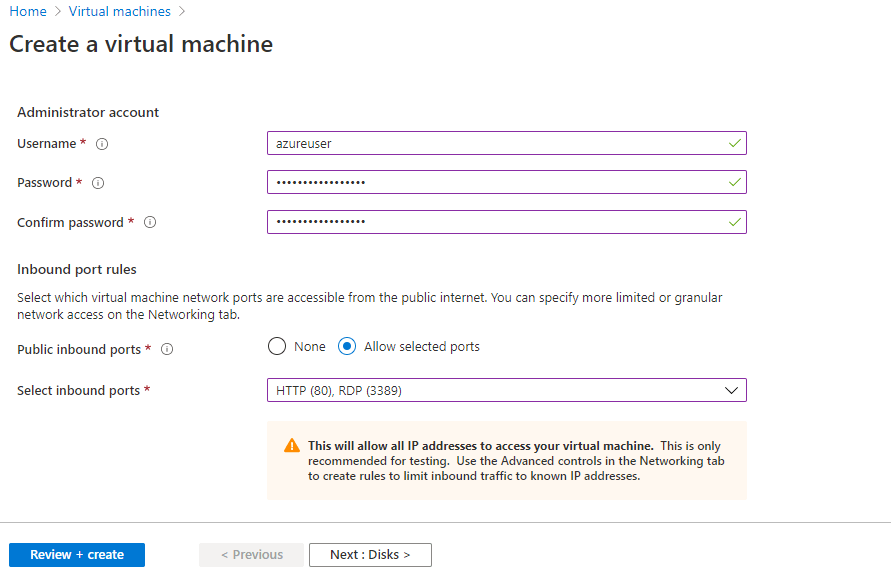 Home > Virtual machines >
Create a virtual machine
Administrator account
Username *
azureuser
Password *
•••••••••••••••••
Confirm password *
•••••••••••••••••
Inbound port rules
Select which virtual machine network ports are accessible from the public internet. You can specify more limited or granular
network access on the Networking tab.
Public inbound ports *
None
Allow selected ports
Select inbound ports *
HTTP (80), RDP (3389)
This will allow all IP addresses to access your virtual machine. This is only
recommended for testing. Use the Advanced controls in the Networking tab
to create rules to limit inbound traffic to known IP addresses.
Review + create
< Previous
Next : Disks >